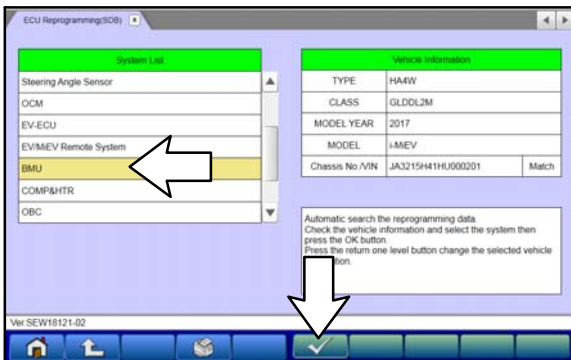 ECU Reprogramming(SDB)
System List
Steering Angle Sensor
OCM
EV-ECU
EV/MiEV Remote System
BMU
COMP&HTR
OBC
Vehicle Information
TYPE HA4W
CLASS GLDDL2M
MODEL YEAR 2017
MODEL i-MiEV
Chassis No./VIN JA3215H41HU000201 Match
Automatic search the reprogramming data.
Check the vehicle information and select the system then
press the OK button.
Press the return one level button change the selected vehicle
Ver.SEW18121-02